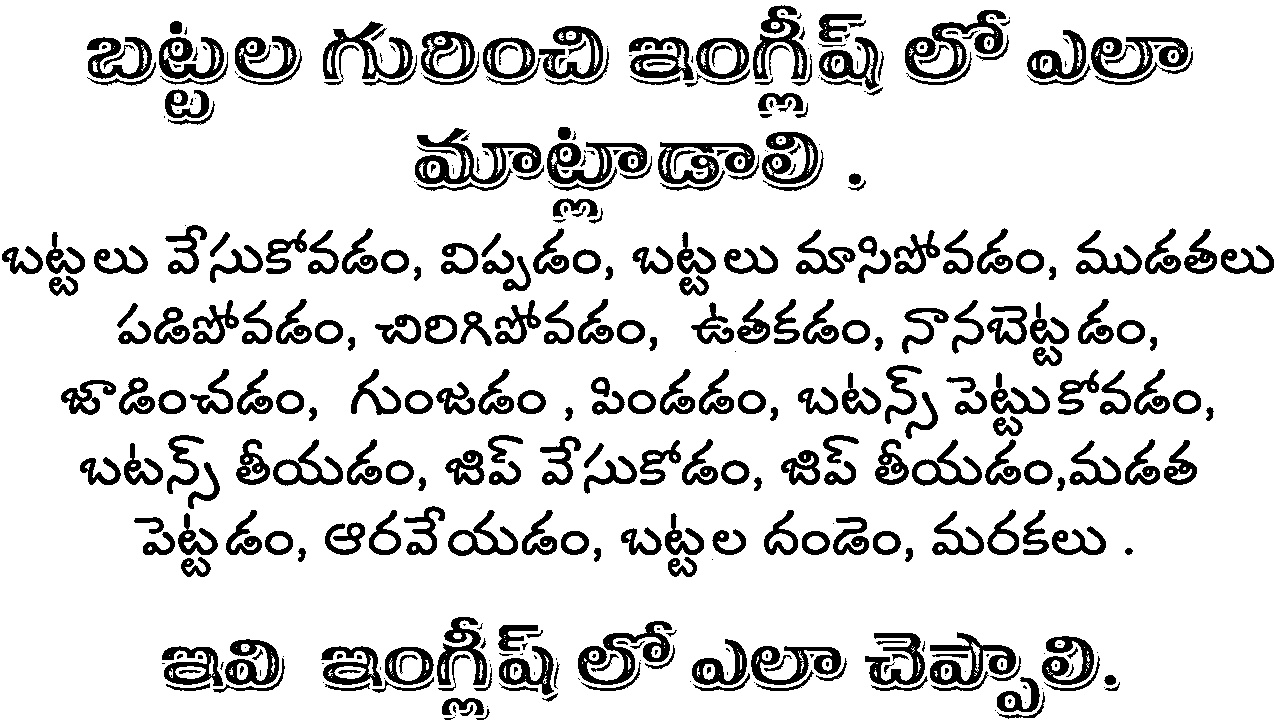 బట్టల గురించి ఇంగ్లీష్ లో ఎలా
మాట్లాడాలి .
బట్టలు వేసుకోవడం, విప్పడం, బట్టలు మాసిపోవడం, ముడతలు
పడిపోవడం, చిరిగిపోవడం, ఉతకడం, నానబెట్టడం,
జాడించడం, గుంజడం , పిండడం, బటన్స్ పెట్టుకోవడం,
బటన్స్ తీయడం, జిప్ వేసుకోడం, జిప్ తీయడం,మడత
పెట్టడం, ఆరవేయడం, బట్టల దండెం, మరకలు .
ఇవి ఇంగ్లీష్ లో ఎలా చెప్పాలి.